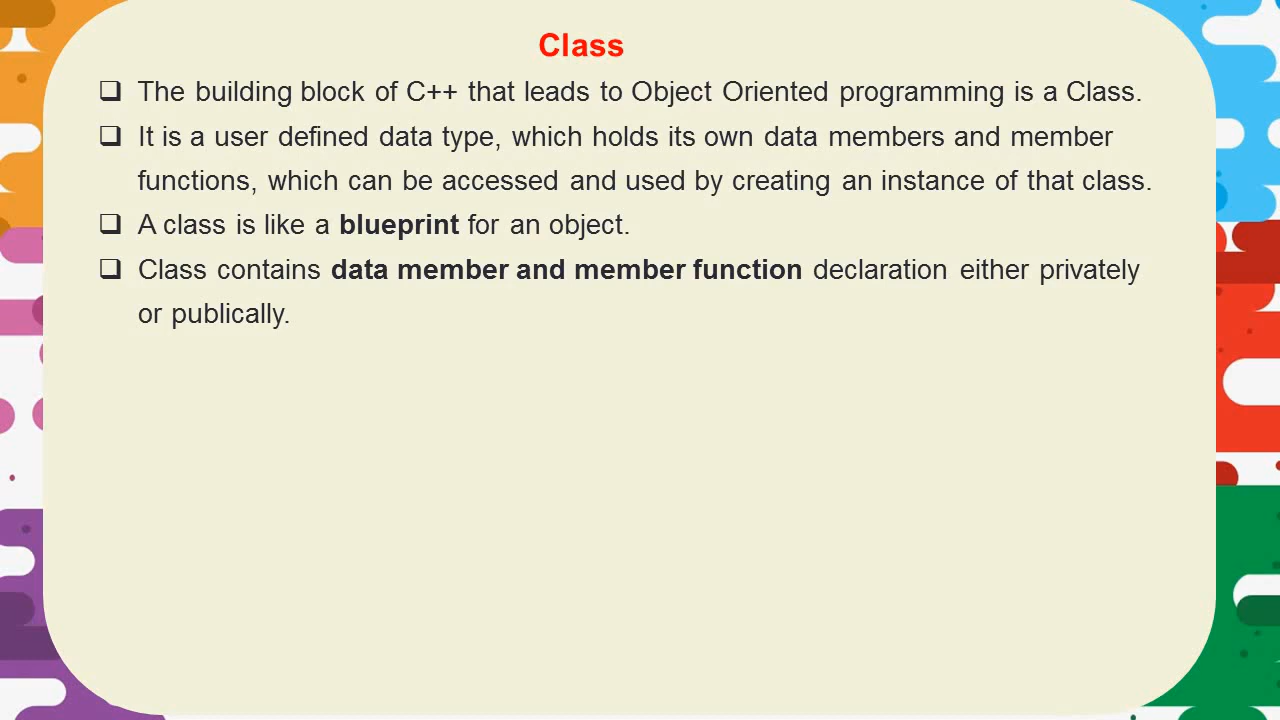 Class
❑ The building block of C++ that leads to Object Oriented programming is a Class.
❑ It is a user defined data type, which holds its own data members and member
functions, which can be accessed and used by creating an instance of that class.
❑ A class is like a blueprint for an object.
❑ Class contains data member and member function declaration either privately
or publically.